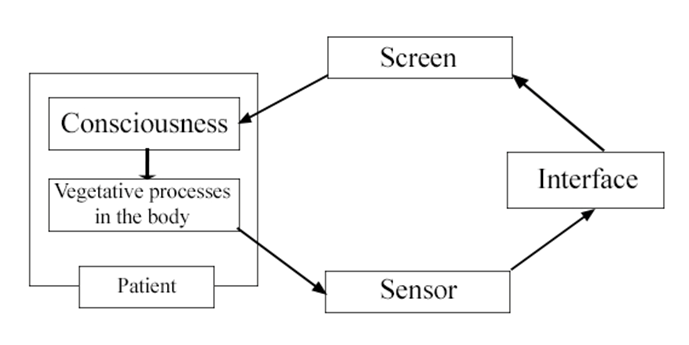 Screen
Consciousness
Vegetative processes
in the body
Interface
Patient
Sensor